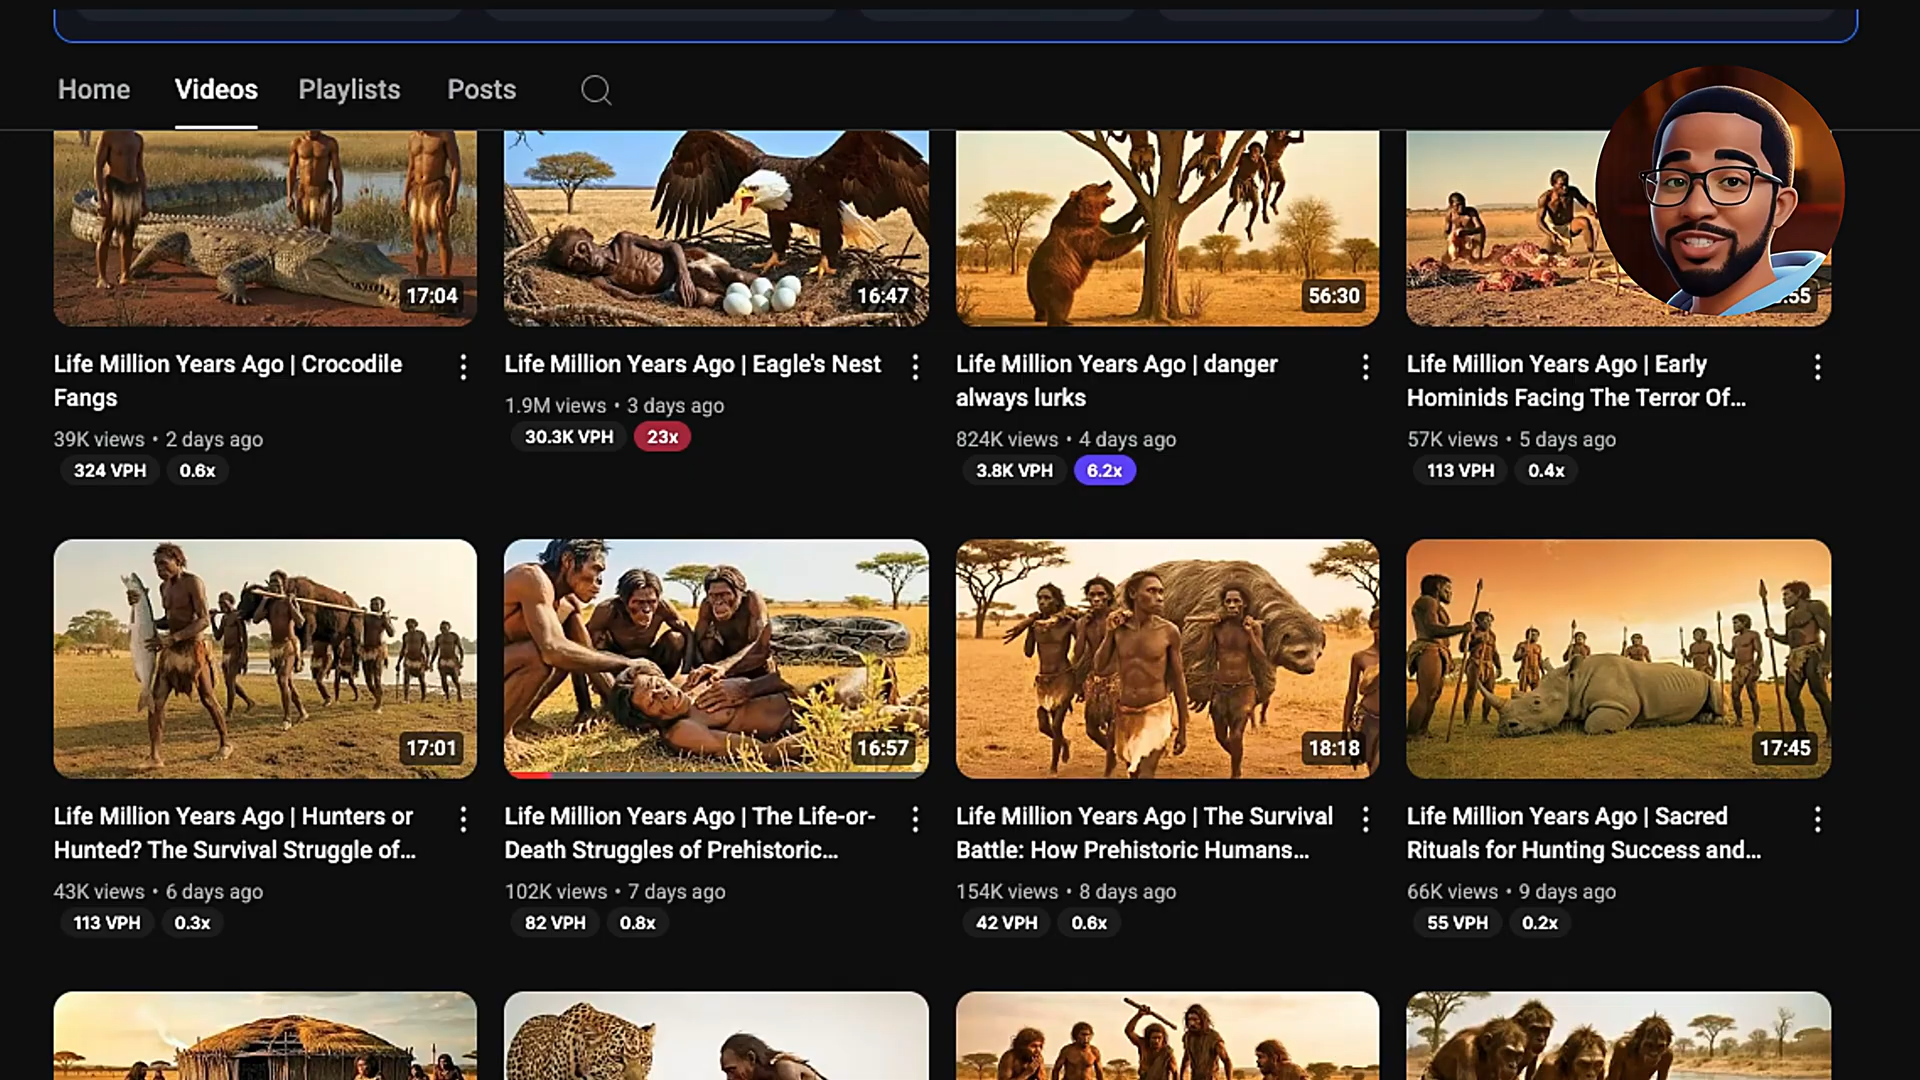 Home Videos Playlists Posts
17:04
16:47
56:30
:55
Life Million Years Ago | Crocodile
Fangs
39K views • 2 days ago
324 VPH 0.6x
Life Million Years Ago | Eagle's Nest
1.9M views • 3 days ago
30.3K VPH 23x
Life Million Years Ago | danger
always lurks
824K views • 4 days ago
3.8K VPH 6.2x
Life Million Years Ago | Early
Hominids Facing The Terror Of...
57K views • 5 days ago
113 VPH 0.4x
17:01
16:57
18:18
17:45
Life Million Years Ago | Hunters or
Hunted? The Survival Struggle of...
43K views • 6 days ago
113 VPH 0.3x
Life Million Years Ago | The Life-or-
Death Struggles of Prehistoric...
102K views • 7 days ago
82 VPH 0.8x
Life Million Years Ago | The Survival
Battle: How Prehistoric Humans...
154K views • 8 days ago
42 VPH 0.6x
Life Million Years Ago | Sacred
Rituals for Hunting Success and...
66K views • 9 days ago
55 VPH 0.2x